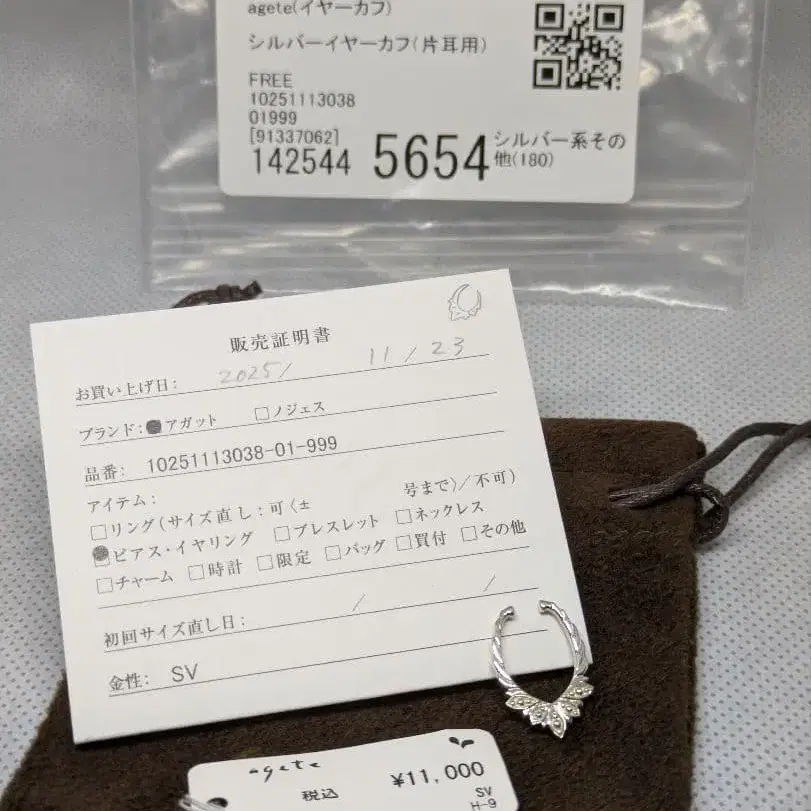 agete(イヤーカフ)
シルバーイヤーカフ(片耳用)
FREE
10251113038
01999
[91337062]
142544 5654 シルバー系その
他(180)
販売証明書
お買い上げ日: 2025/ 11/23
ブランド: アガット □ノジェス
品番: 10251113038-01-999
アイテム:
□リング(サイズ直し:可〈± 号まで)/不可)
ピアス・イヤリング □ブレスレット □ネックレス
□チャーム □時計 □限定 □バッグ □買付 □その他
初回サイズ直し日: / /
金性: SV
agete
税込 ¥11,000
SV
H-9